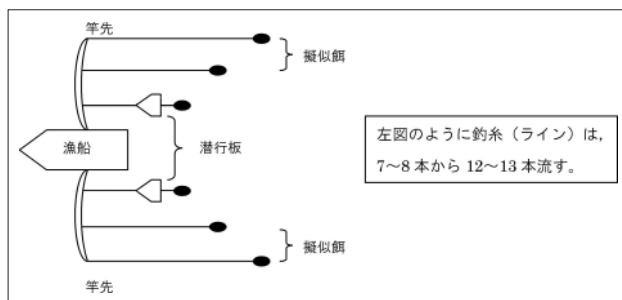 竿先
擬似餌
漁船
潜行板
左図のように釣糸（ライン）は，
7～8 本から 12～13 本流す。
擬似餌
竿先